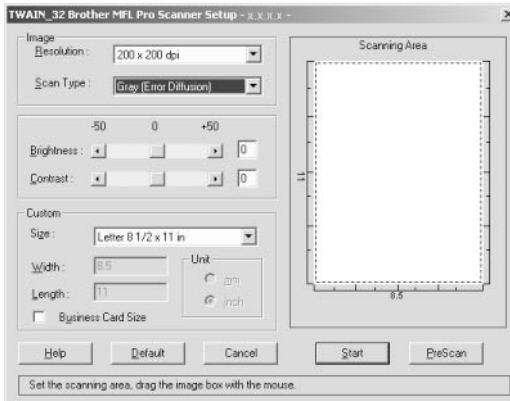 TWAIN_32 Brother MFL Pro Scanner Setup - x.x.x.x -
Image
Resolution : 200 x 200 dpi
Scan Type : Gray (Error Diffusion)
-50 0 +50
Brightness : 0
Contrast : 0
Custom
Size : Letter 8 1/2 x 11 in
Width : 8.5
Length : 11
Unit
mm
inch
Business Card Size
Scanning Area
11
8.5
Help Default Cancel Start PreScan
Set the scanning area, drag the image box with the mouse.